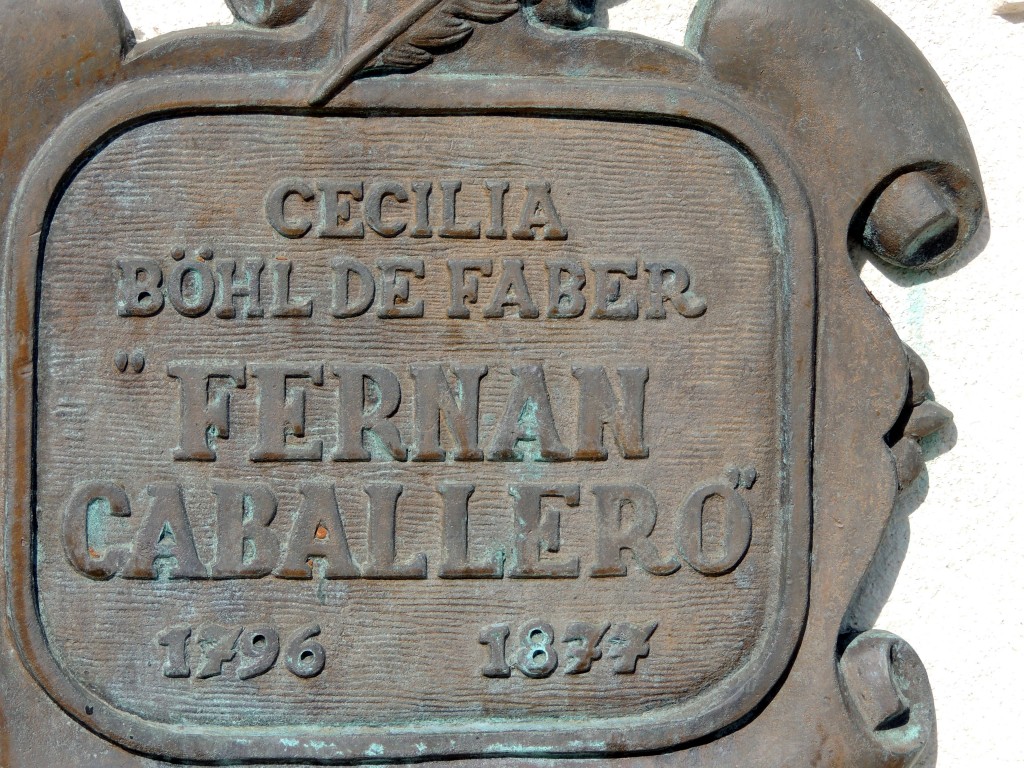 CECILIA
BÖHL DE FABER
"FERNAN
CABALLERO"
1796 1877